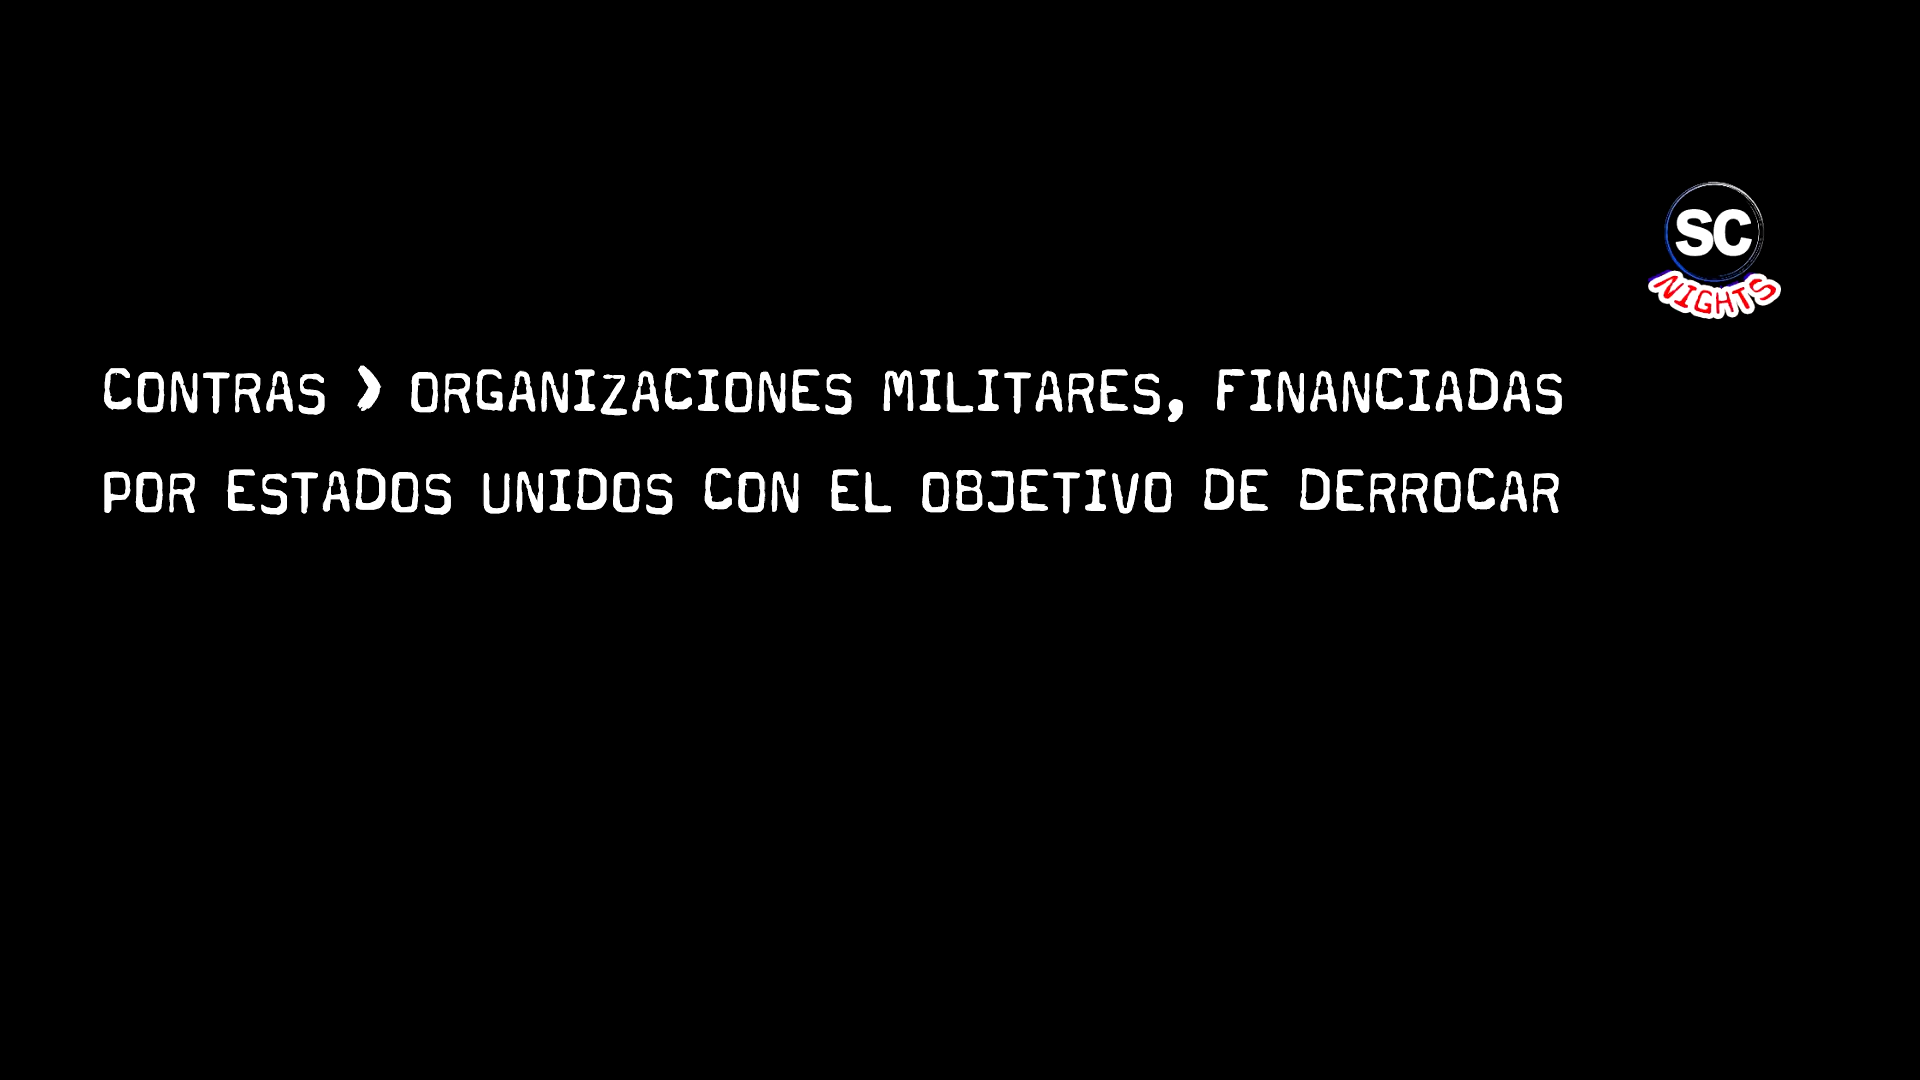 SC
NIGHTS
CONTRAS > ORGANIZACIONES MILITARES, FINANCIADAS
POR ESTADOS UNIDOS CON EL OBJETIVO DE DERROCAR